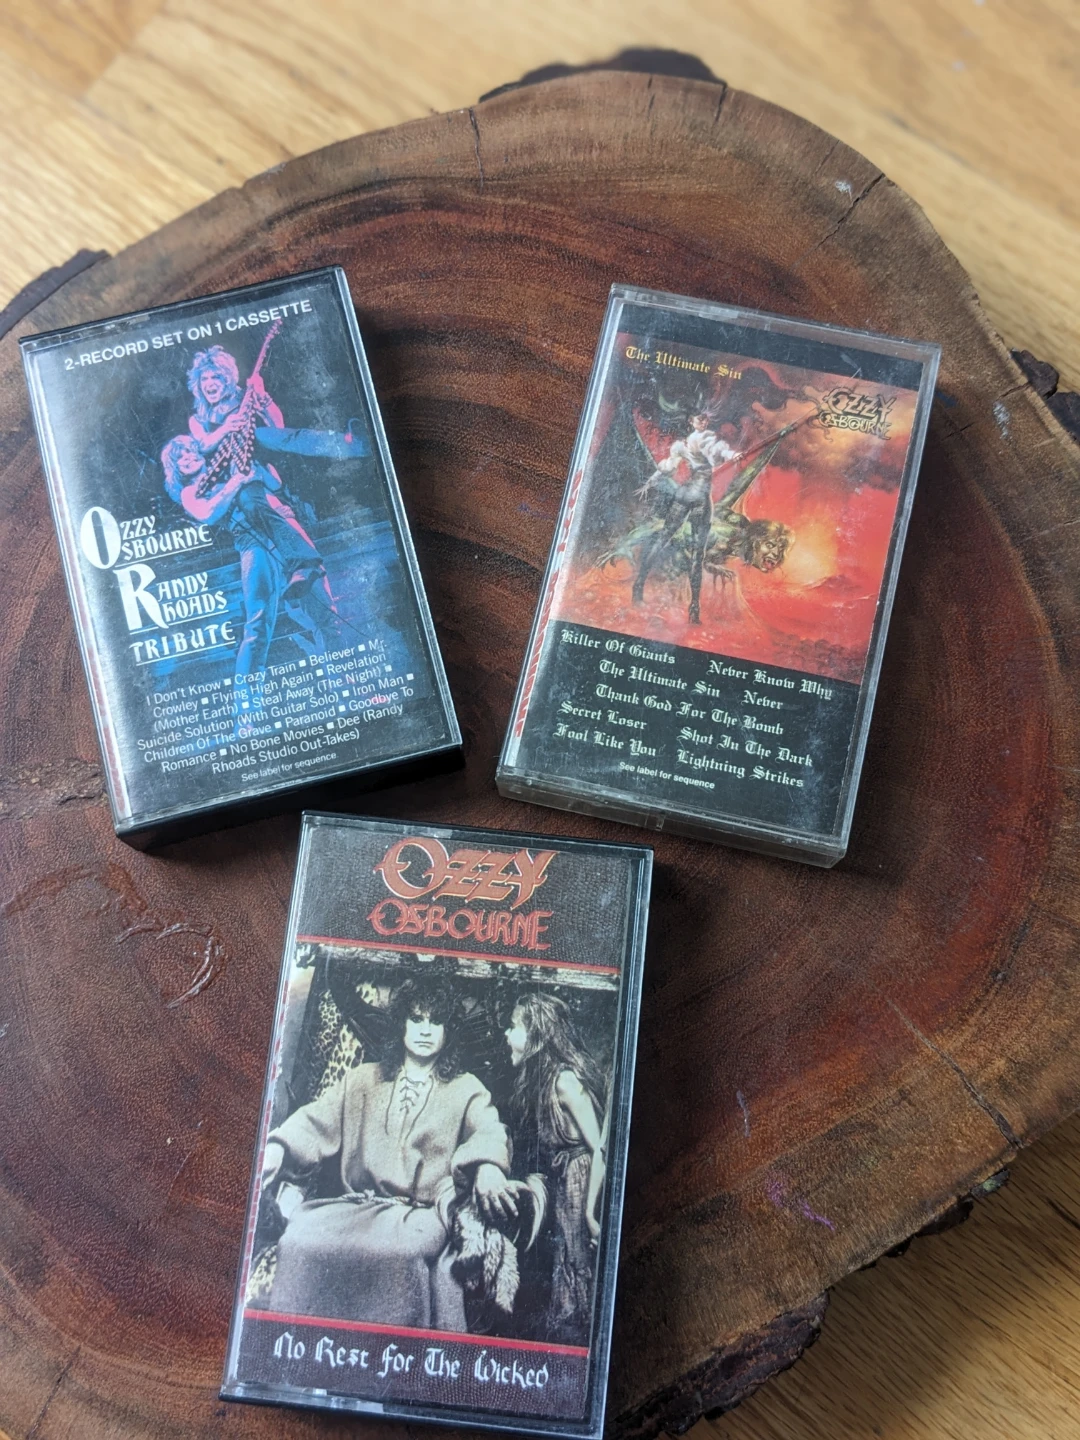 2-RECORD SET ON 1 CASSETTE
OZZY
OSBOURNE
RANDY
RHOADS
TRIBUTE
I Don't Know ■ Crazy Train ■ Believer ■ Mr.
Crowley ■ Flying High Again ■ Revelation
(Mother Earth) ■ Steal Away (The Night) ■
Suicide Solution (With Guitar Solo) ■ Iron Man ■
Children Of The Grave ■ Paranoid ■ Goodbye To
Romance ■ No Bone Movies ■ Dee (Randy
Rhoads Studio Out-Takes)
See label for sequence
The Ultimate Sin
OZZY
OSBOURNE
Killer Of Giants Never Know Why
The Ultimate Sin Never
Thank God For The Bomb
Secret Loser Shot In The Dark
Fool Like You Lightning Strikes
See label for sequence
OZZY
OSBOURNE
No Rest for The Wicked